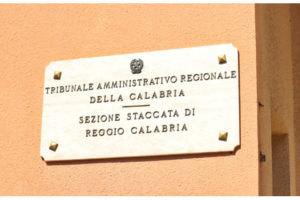 TRIBUNALE AMMINISTRATIVO REGIONALE
DELLA CALABRIA
SEZIONE STACCATA DI
REGGIO CALABRIA